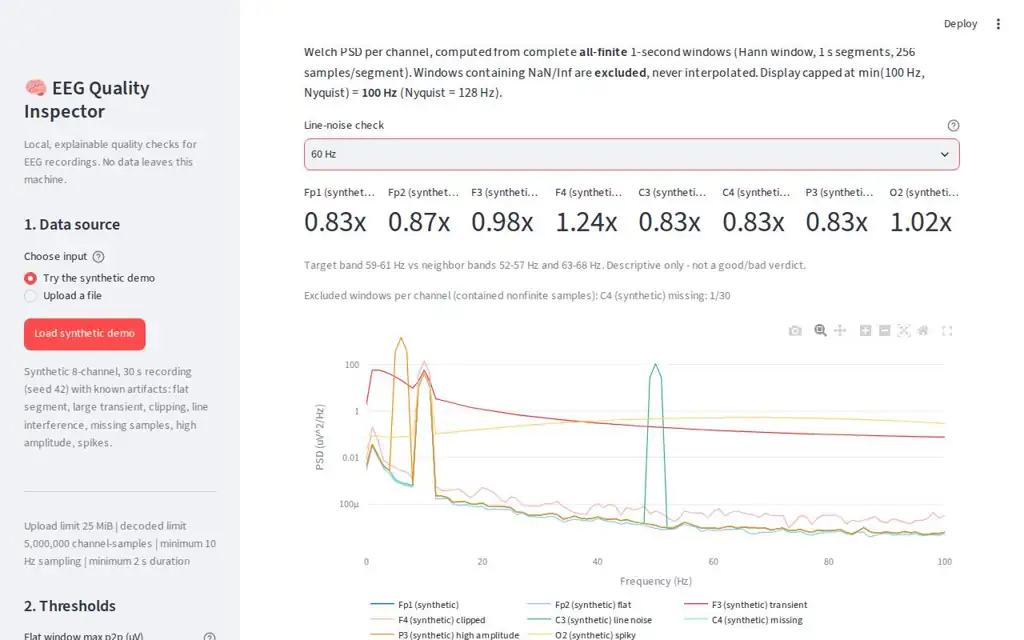 Deploy
🧠 EEG Quality
Inspector
Local, explainable quality checks for
EEG recordings. No data leaves this
machine.
1. Data source
Choose input
Try the synthetic demo
Upload a file
Load synthetic demo
Synthetic 8-channel, 30 s recording
(seed 42) with known artifacts: flat
segment, large transient, clipping, line
interference, missing samples, high
amplitude, spikes.
Upload limit 25 MiB | decoded limit
5,000,000 channel-samples | minimum 10
Hz sampling | minimum 2 s duration
2. Thresholds
Flat window max p2p (uV)
Welch PSD per channel, computed from complete all-finite 1-second windows (Hann window, 1 s segments, 256
samples/segment). Windows containing NaN/Inf are excluded, never interpolated. Display capped at min(100 Hz,
Nyquist) = 100 Hz (Nyquist = 128 Hz).
Line-noise check
60 Hz
Fp1 (synthet… Fp2 (synthet… F3 (syntheti… F4 (syntheti… C3 (syntheti… C4 (syntheti… P3 (syntheti… O2 (syntheti…
0.83x 0.87x 0.98x 1.24x 0.83x 0.83x 0.83x 1.02x
Target band 59-61 Hz vs neighbor bands 52-57 Hz and 63-68 Hz. Descriptive only - not a good/bad verdict.
Excluded windows per channel (contained nonfinite samples): C4 (synthetic) missing: 1/30
PSD (uV^2/Hz)
100
1
0.01
100μ
0 20 40 60 80 100
Frequency (Hz)
Fp1 (synthetic) Fp2 (synthetic) flat F3 (synthetic) transient
F4 (synthetic) clipped C3 (synthetic) line noise C4 (synthetic) missing
P3 (synthetic) high amplitude O2 (synthetic) spiky